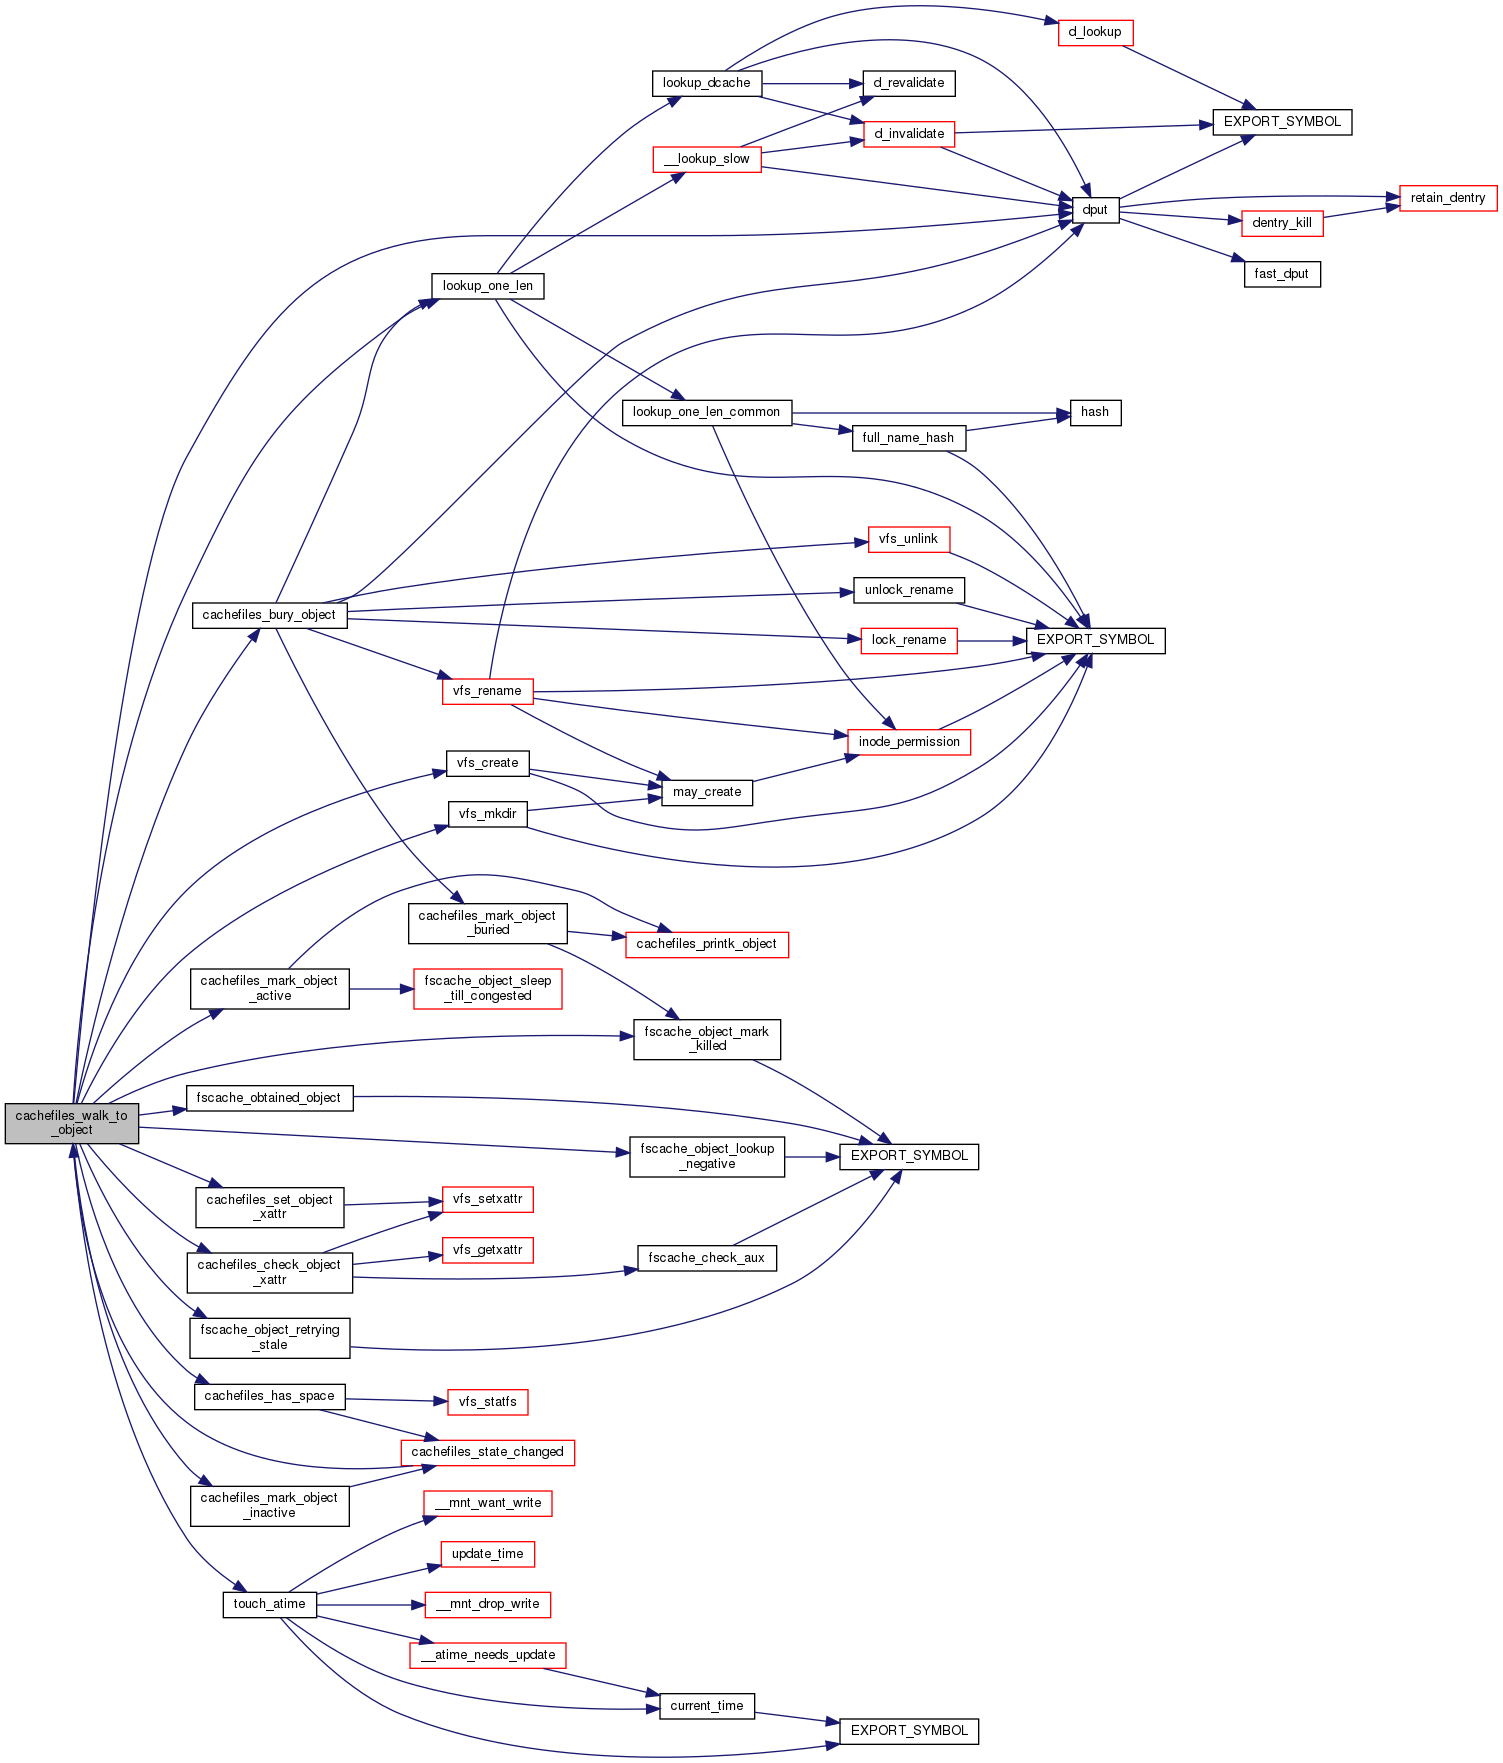 d_lookup
lookup_dcache
d_revalidate
EXPORT_SYMBOL
d_invalidate
__lookup_slow
retain_dentry
dput
dentry_kill
fast_dput
lookup_one_len
lookup_one_len_common
hash
full_name_hash
vfs_unlink
unlock_rename
cachefiles_bury_object
lock_rename
EXPORT_SYMBOL
vfs_rename
inode_permission
vfs_create
may_create
vfs_mkdir
cachefiles_mark_object
_buried
cachefiles_printk_object
cachefiles_mark_object
_active
fscache_object_sleep
_till_congested
fscache_object_mark
_killed
fscache_obtained_object
cachefiles_walk_to
_object
fscache_object_lookup
_negative
EXPORT_SYMBOL
cachefiles_set_object
_xattr
vfs_setxattr
vfs_getxattr
fscache_check_aux
cachefiles_check_object
_xattr
fscache_object_retrying
_stale
cachefiles_has_space
vfs_statfs
cachefiles_state_changed
cachefiles_mark_object
_inactive
__mnt_want_write
update_time
touch_atime
__mnt_drop_write
__atime_needs_update
current_time
EXPORT_SYMBOL